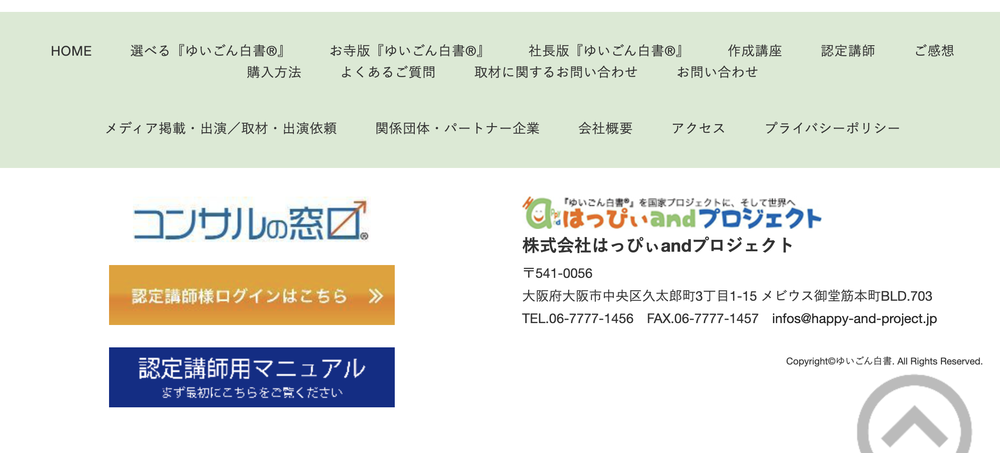 HOME 選べる『ゆいごん白書®』 お寺版『ゆいごん白書®』 社長版『ゆいごん白書®』 作成講座 認定講師 ご感想
購入方法 よくあるご質問 取材に関するお問い合わせ お問い合わせ
メディア掲載・出演／取材・出演依頼 関係団体・パートナー企業 会社概要 アクセス プライバシーポリシー
コンサルの窓口®
認定講師様ログインはこちら
認定講師用マニュアル
まず最初にこちらをご覧ください
『ゆいごん白書®』を国家プロジェクトに、そして世界へ
はっぴぃandプロジェクト
株式会社はっぴぃandプロジェクト
〒541-0056
大阪府大阪市中央区久太郎町3丁目1-15 メビウス御堂筋本町BLD.703
TEL.06-7777-1456 FAX.06-7777-1457 infos@happy-and-project.jp
Copyright©ゆいごん白書. All Rights Reserved.